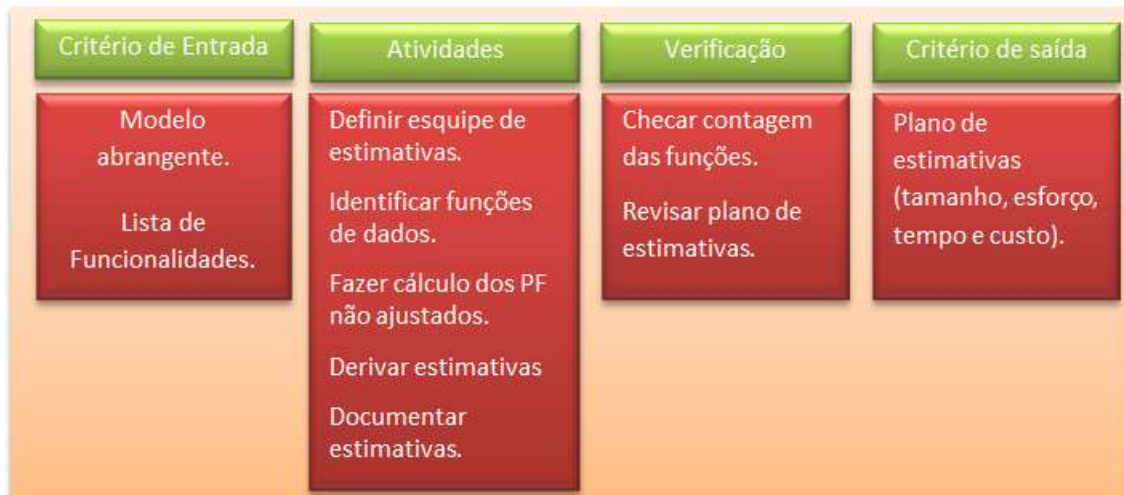 Critério de Entrada
Modelo
abrangente.
Lista de
Funcionalidades.
Atividades
Definir esquipe de
estimativas.
Identificar funções
de dados.
Fazer cálculo dos PF
não ajustados.
Derivar estimativas
Documentar
estimativas.
Verificação
Checar contagem
das funções.
Revisar plano de
estimativas.
Critério de saída
Plano de
estimativas
(tamanho, esforço,
tempo e custo).